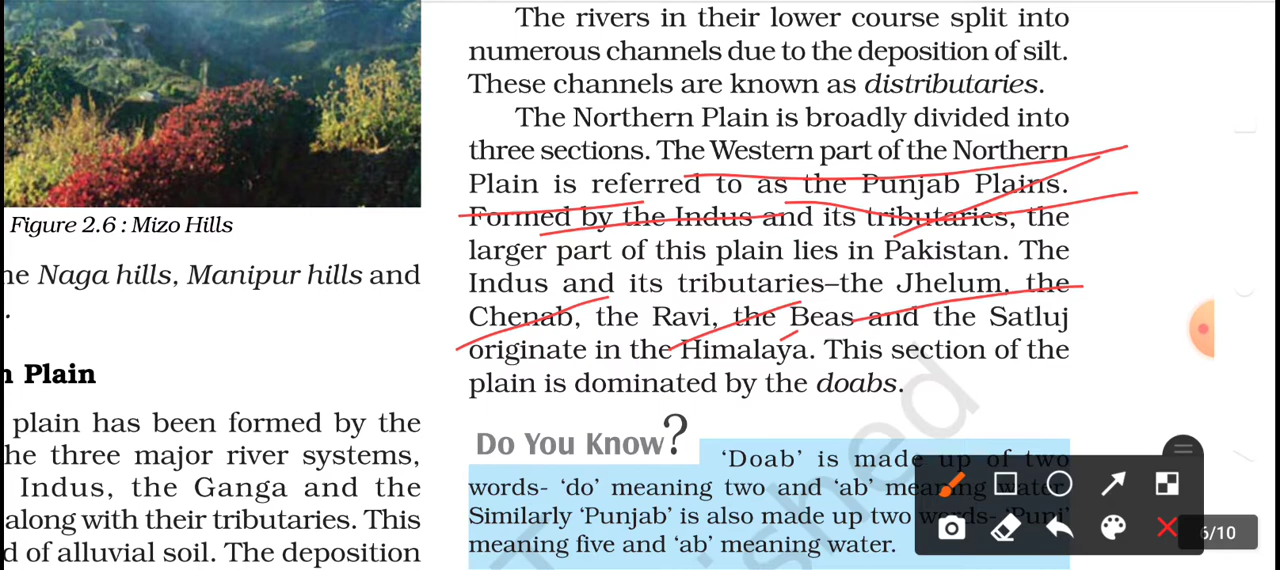 Figure 2.6 : Mizo Hills
ne Naga hills, Manipur hills and
.
n Plain
plain has been formed by the
he three major river systems,
Indus, the Ganga and the
along with their tributaries. This
d of alluvial soil. The deposition
The rivers in their lower course split into
numerous channels due to the deposition of silt.
These channels are known as distributaries.
The Northern Plain is broadly divided into
three sections. The Western part of the Northern
Plain is referred to as the Punjab Plains.
Formed by the Indus and its tributaries, the
larger part of this plain lies in Pakistan. The
Indus and its tributaries–the Jhelum, the
Chenab, the Ravi, the Beas and the Satluj
originate in the Himalaya. This section of the
plain is dominated by the doabs.
Do You Know?
‘Doab’ is made up of two
words- ‘do’ meaning two and ‘ab’ meaning water.
Similarly ‘Punjab’ is also made up two words- ‘Punj’
meaning five and ‘ab’ meaning water.
6/10